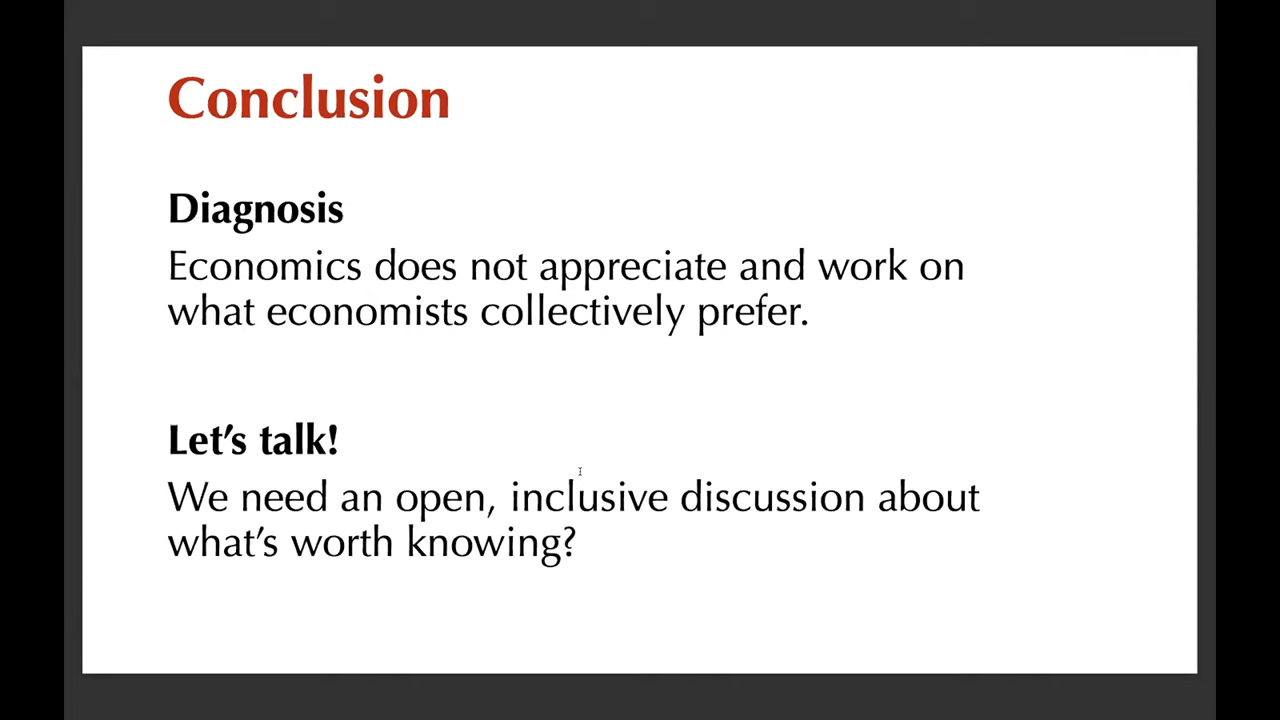 Conclusion
Diagnosis
Economics does not appreciate and work on
what economists collectively prefer.
Let’s talk!
We need an open, inclusive discussion about
what’s worth knowing?